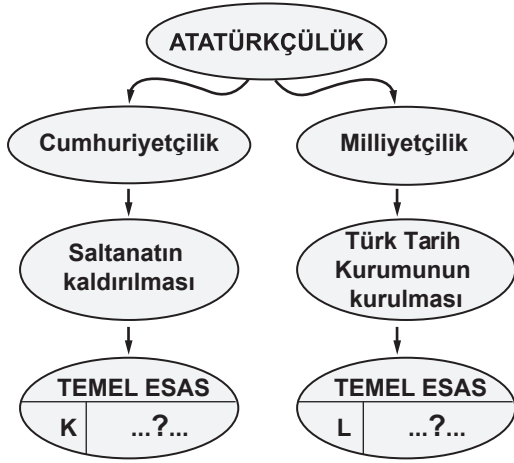 ATATÜRKÇÜLÜK
Cumhuriyetçilik
Milliyetçilik
Saltanatın
kaldırılması
Türk Tarih
Kurumunun
kurulması
TEMEL ESAS
K ...?...
TEMEL ESAS
L ...?...